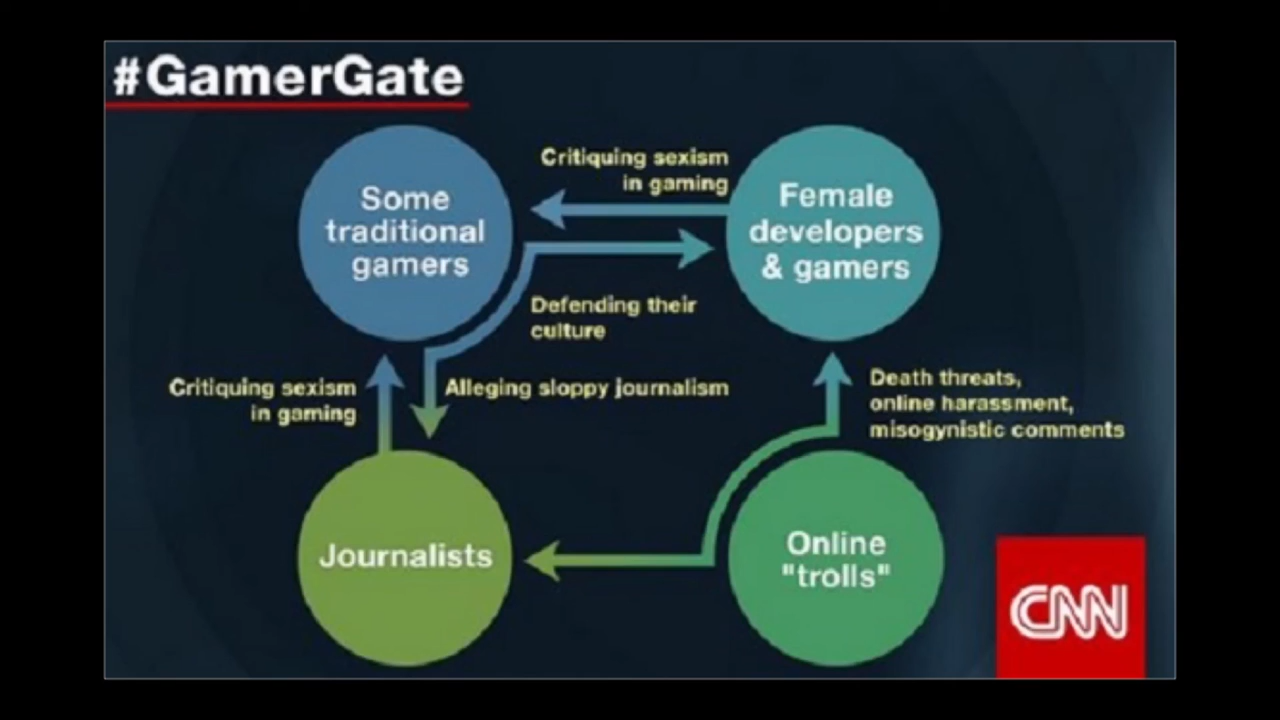 #GamerGate
Some
traditional
gamers
Critiquing sexism
in gaming
Female
developers
& gamers
Defending their
culture
Critiquing sexism
in gaming
Alleging sloppy journalism
Death threats,
online harassment,
misogynistic comments
Journalists
Online
"trolls"
CNN